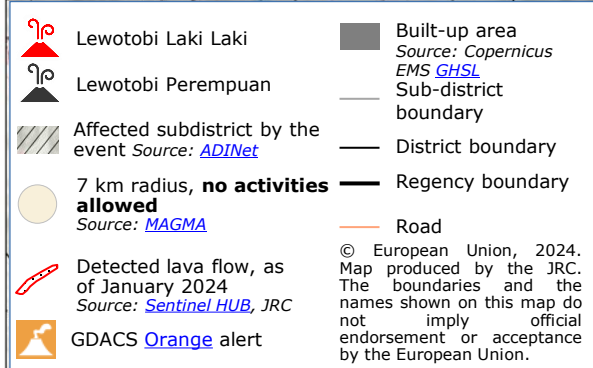 Lewotobi Laki Laki
Lewotobi Perempuan
Affected subdistrict by the
event Source: ADINet
7 km radius, no activities
allowed
Source: MAGMA
Detected lava flow, as
of January 2024
Source: Sentinel HUB, JRC
GDACS Orange alert
Built-up area
Source: Copernicus
EMS GHSL
Sub-district
boundary
District boundary
Regency boundary
Road
© European Union, 2024.
Map produced by the JRC.
The boundaries and the
names shown on this map do
not imply official
endorsement or acceptance
by the European Union.